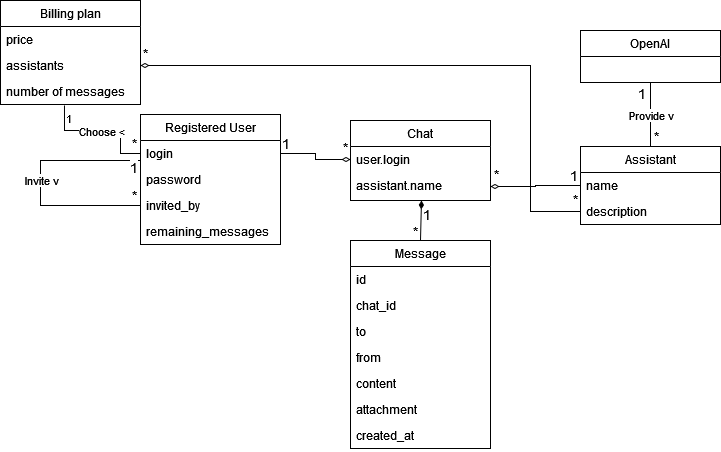 Billing plan
price
assistants
number of messages
*
1
Choose <
*
Registered User
login
password
invited_by
remaining_messages
1
Invite v
*
1
*
Chat
user.login
assistant.name
*
1
1
*
Message
id
chat_id
to
from
content
attachment
created_at
OpenAI
1
Provide v
*
Assistant
name
description
*